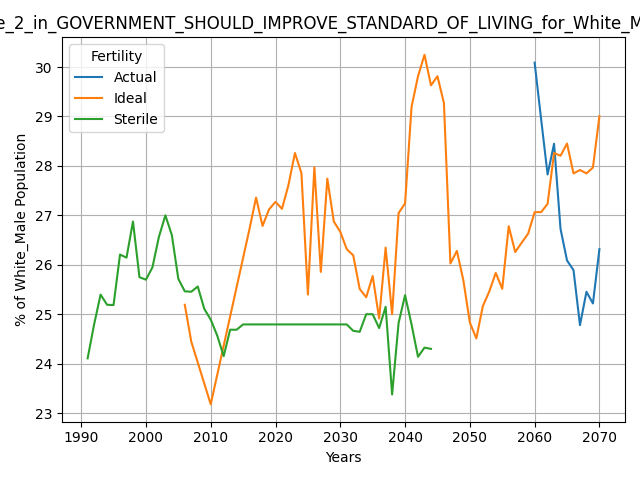 e_2_in_GOVERNMENT_SHOULD_IMPROVE_STANDARD_OF_LIVING_for_White_M
Fertility
Actual
Ideal
Sterile
% of White_Male Population
30
29
28
27
26
25
24
23
1990 2000 2010 2020 2030 2040 2050 2060 2070
Years